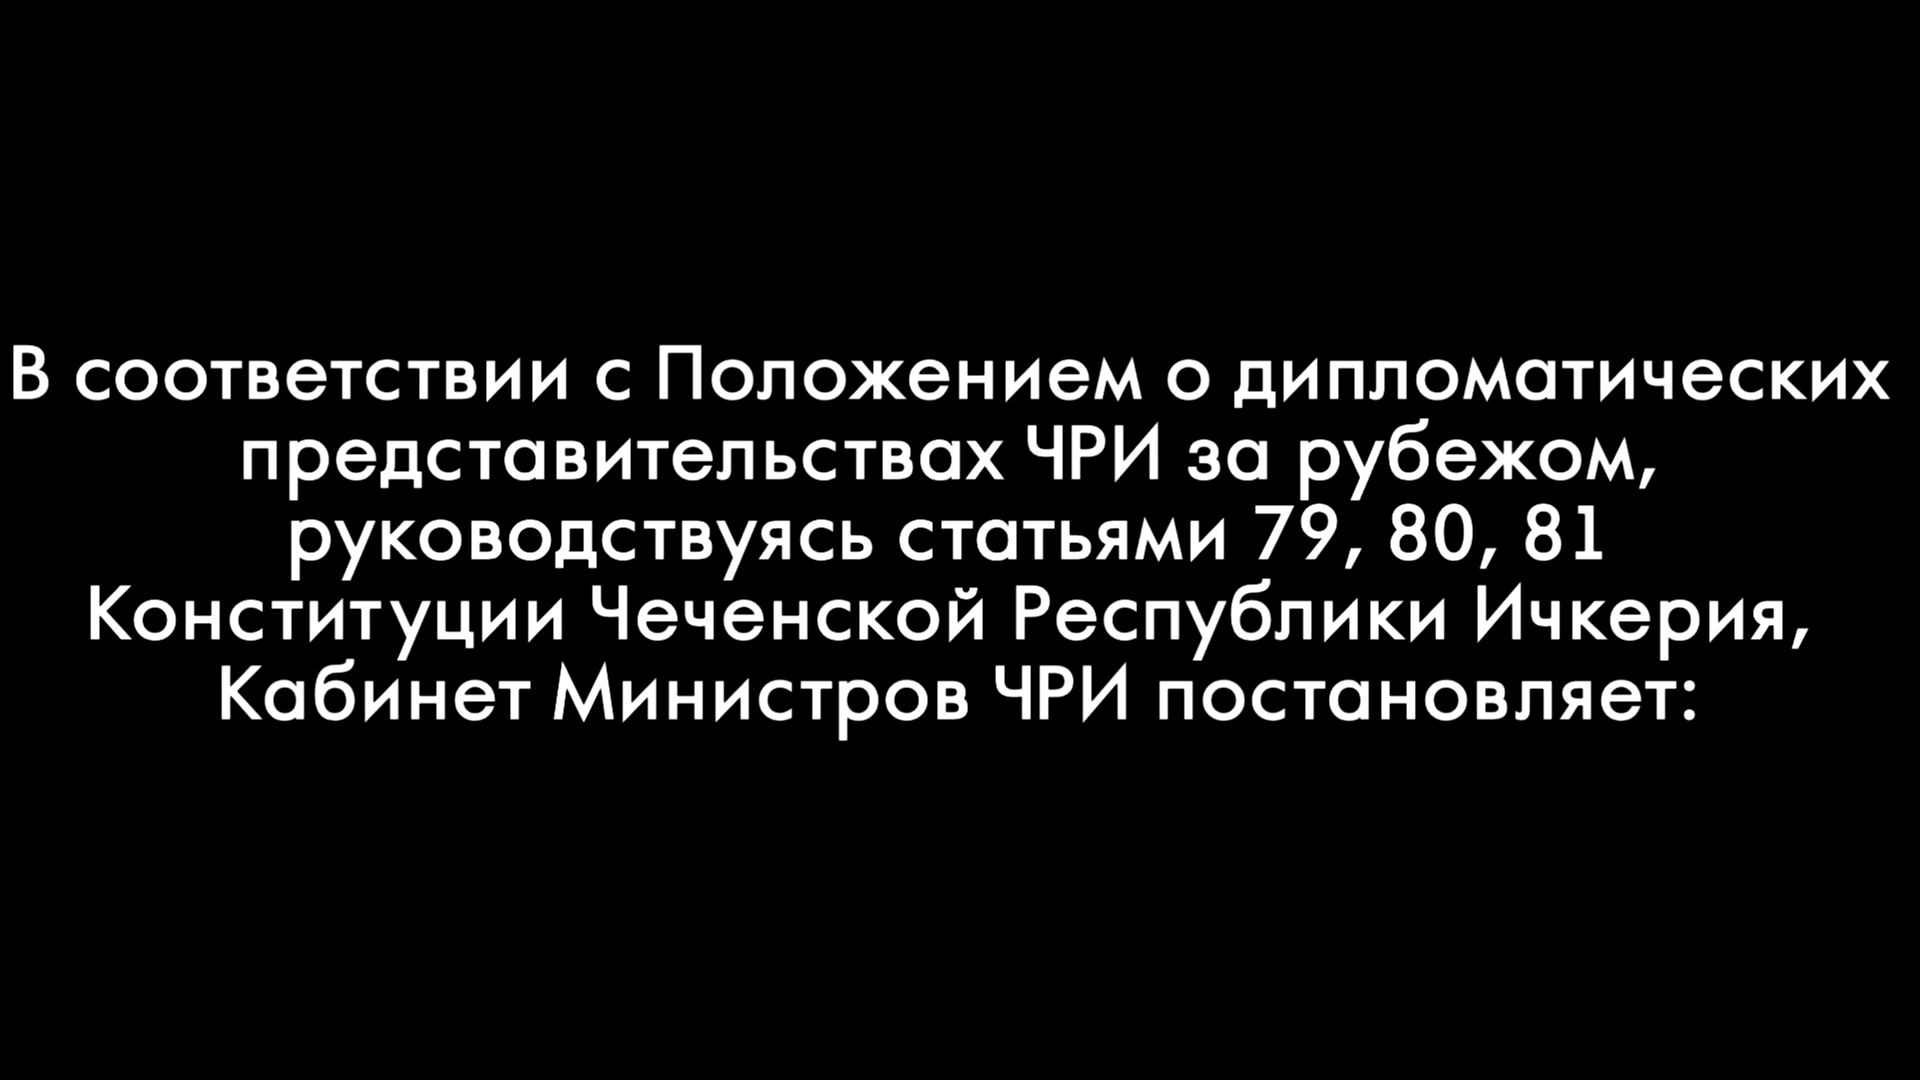 В соответствии с Положением о дипломатических
представительствах ЧРИ за рубежом,
руководствуясь статьями 79, 80, 81
Конституции Чеченской Республики Ичкерия,
Кабинет Министров ЧРИ постановляет: